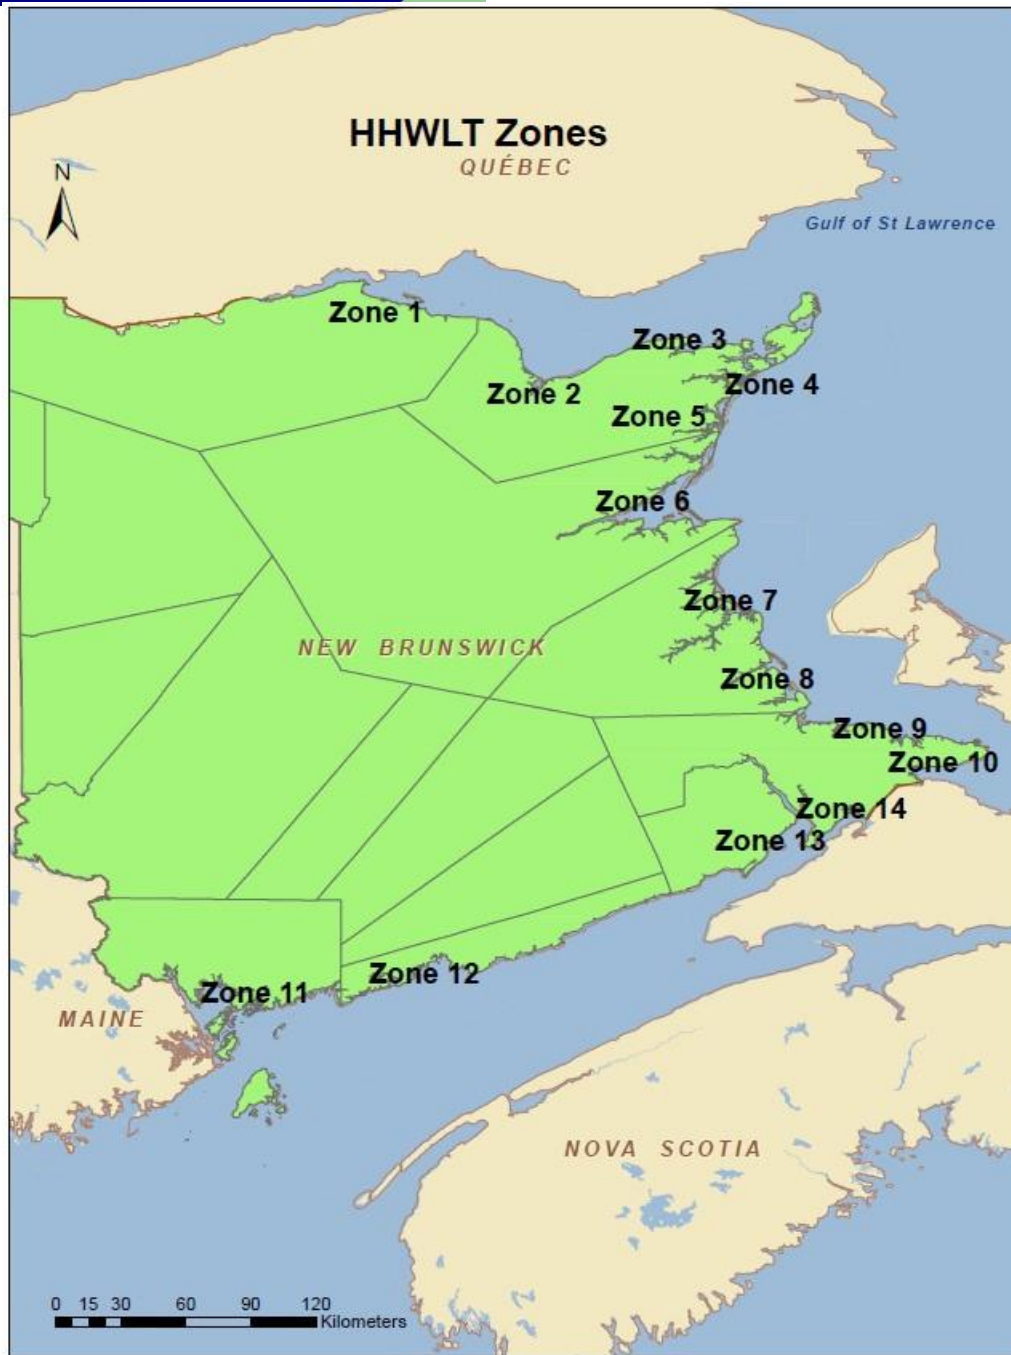 HHWLT Zones
QUÉBEC
N
Gulf of St Lawrence
Zone 1
Zone 3
Zone 4
Zone 2
Zone 5
Zone 6
Zone 7
NEW BRUNSWICK
Zone 8
Zone 9
Zone 10
Zone 14
Zone 13
Zone 12
Zone 11
MAINE
NOVA SCOTIA
0 15 30 60 90 120
Kilometers